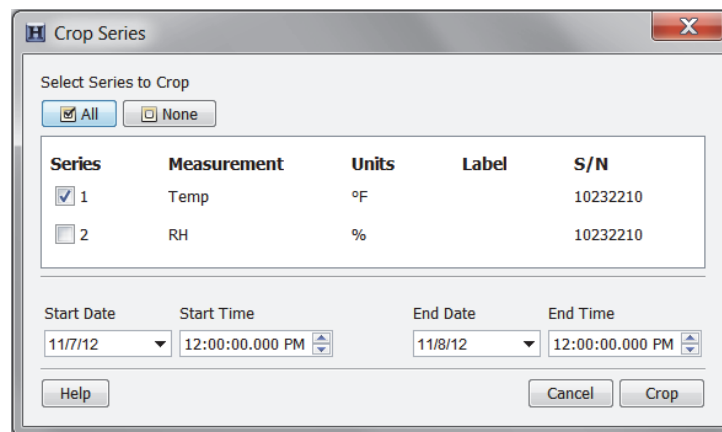 Crop Series
Select Series to Crop
All None
Series Measurement Units Label S/N
1 Temp ºF 10232210
2 RH % 10232210
Start Date Start Time End Date End Time
11/7/12 12:00:00.000 PM 11/8/12 12:00:00.000 PM
Help Cancel Crop